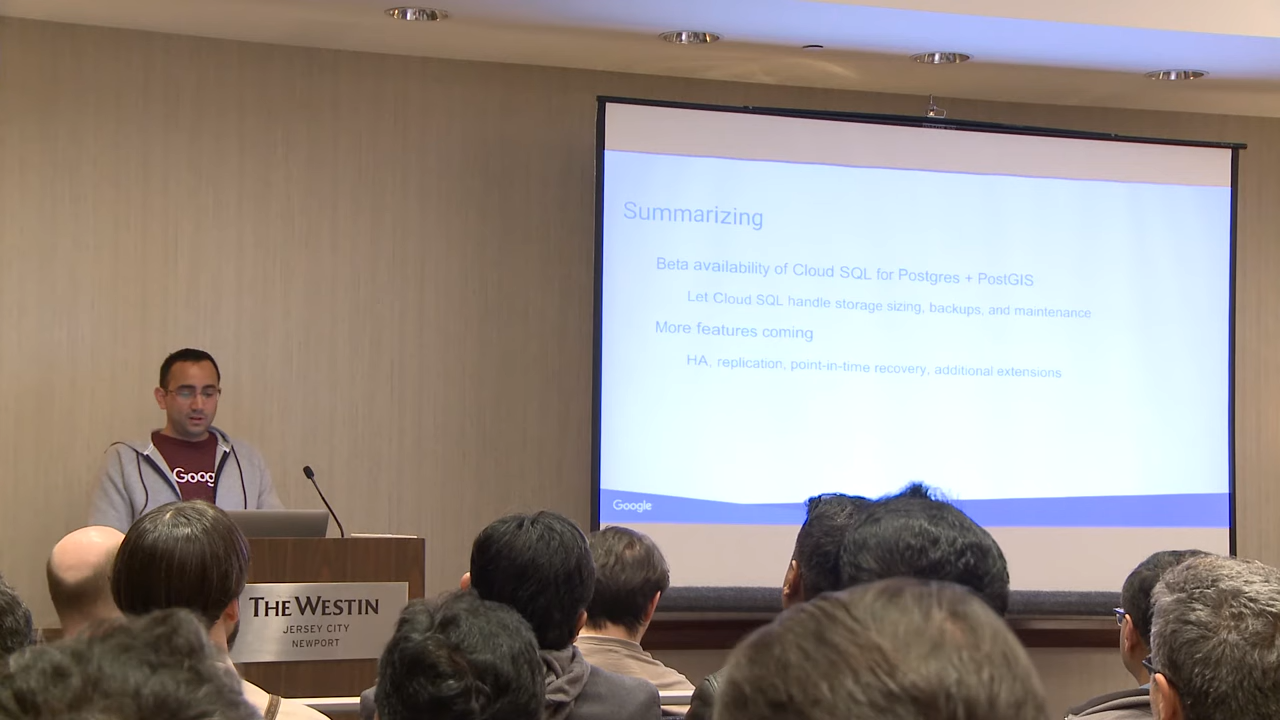 Summarizing
Beta availability of Cloud SQL for Postgres + PostGIS
Let Cloud SQL handle storage sizing, backups, and maintenance
More features coming
HA, replication, point-in-time recovery, additional extensions
Google
Goog
THE WESTIN
JERSEY CITY
NEWPORT